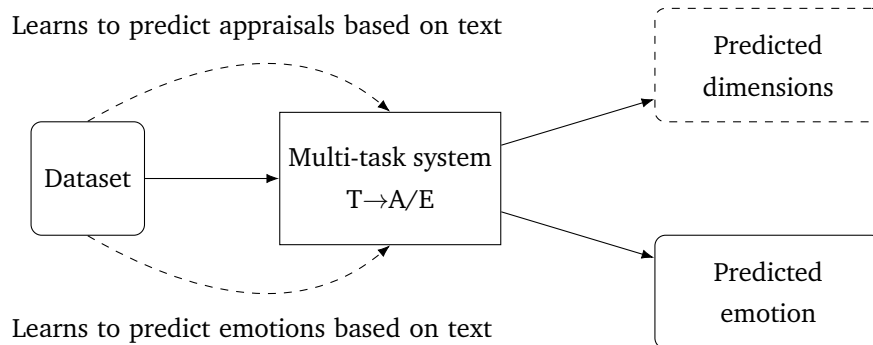 Learns to predict appraisals based on text
Predicted
dimensions
Dataset
Multi-task system
T→A/E
Predicted
emotion
Learns to predict emotions based on text